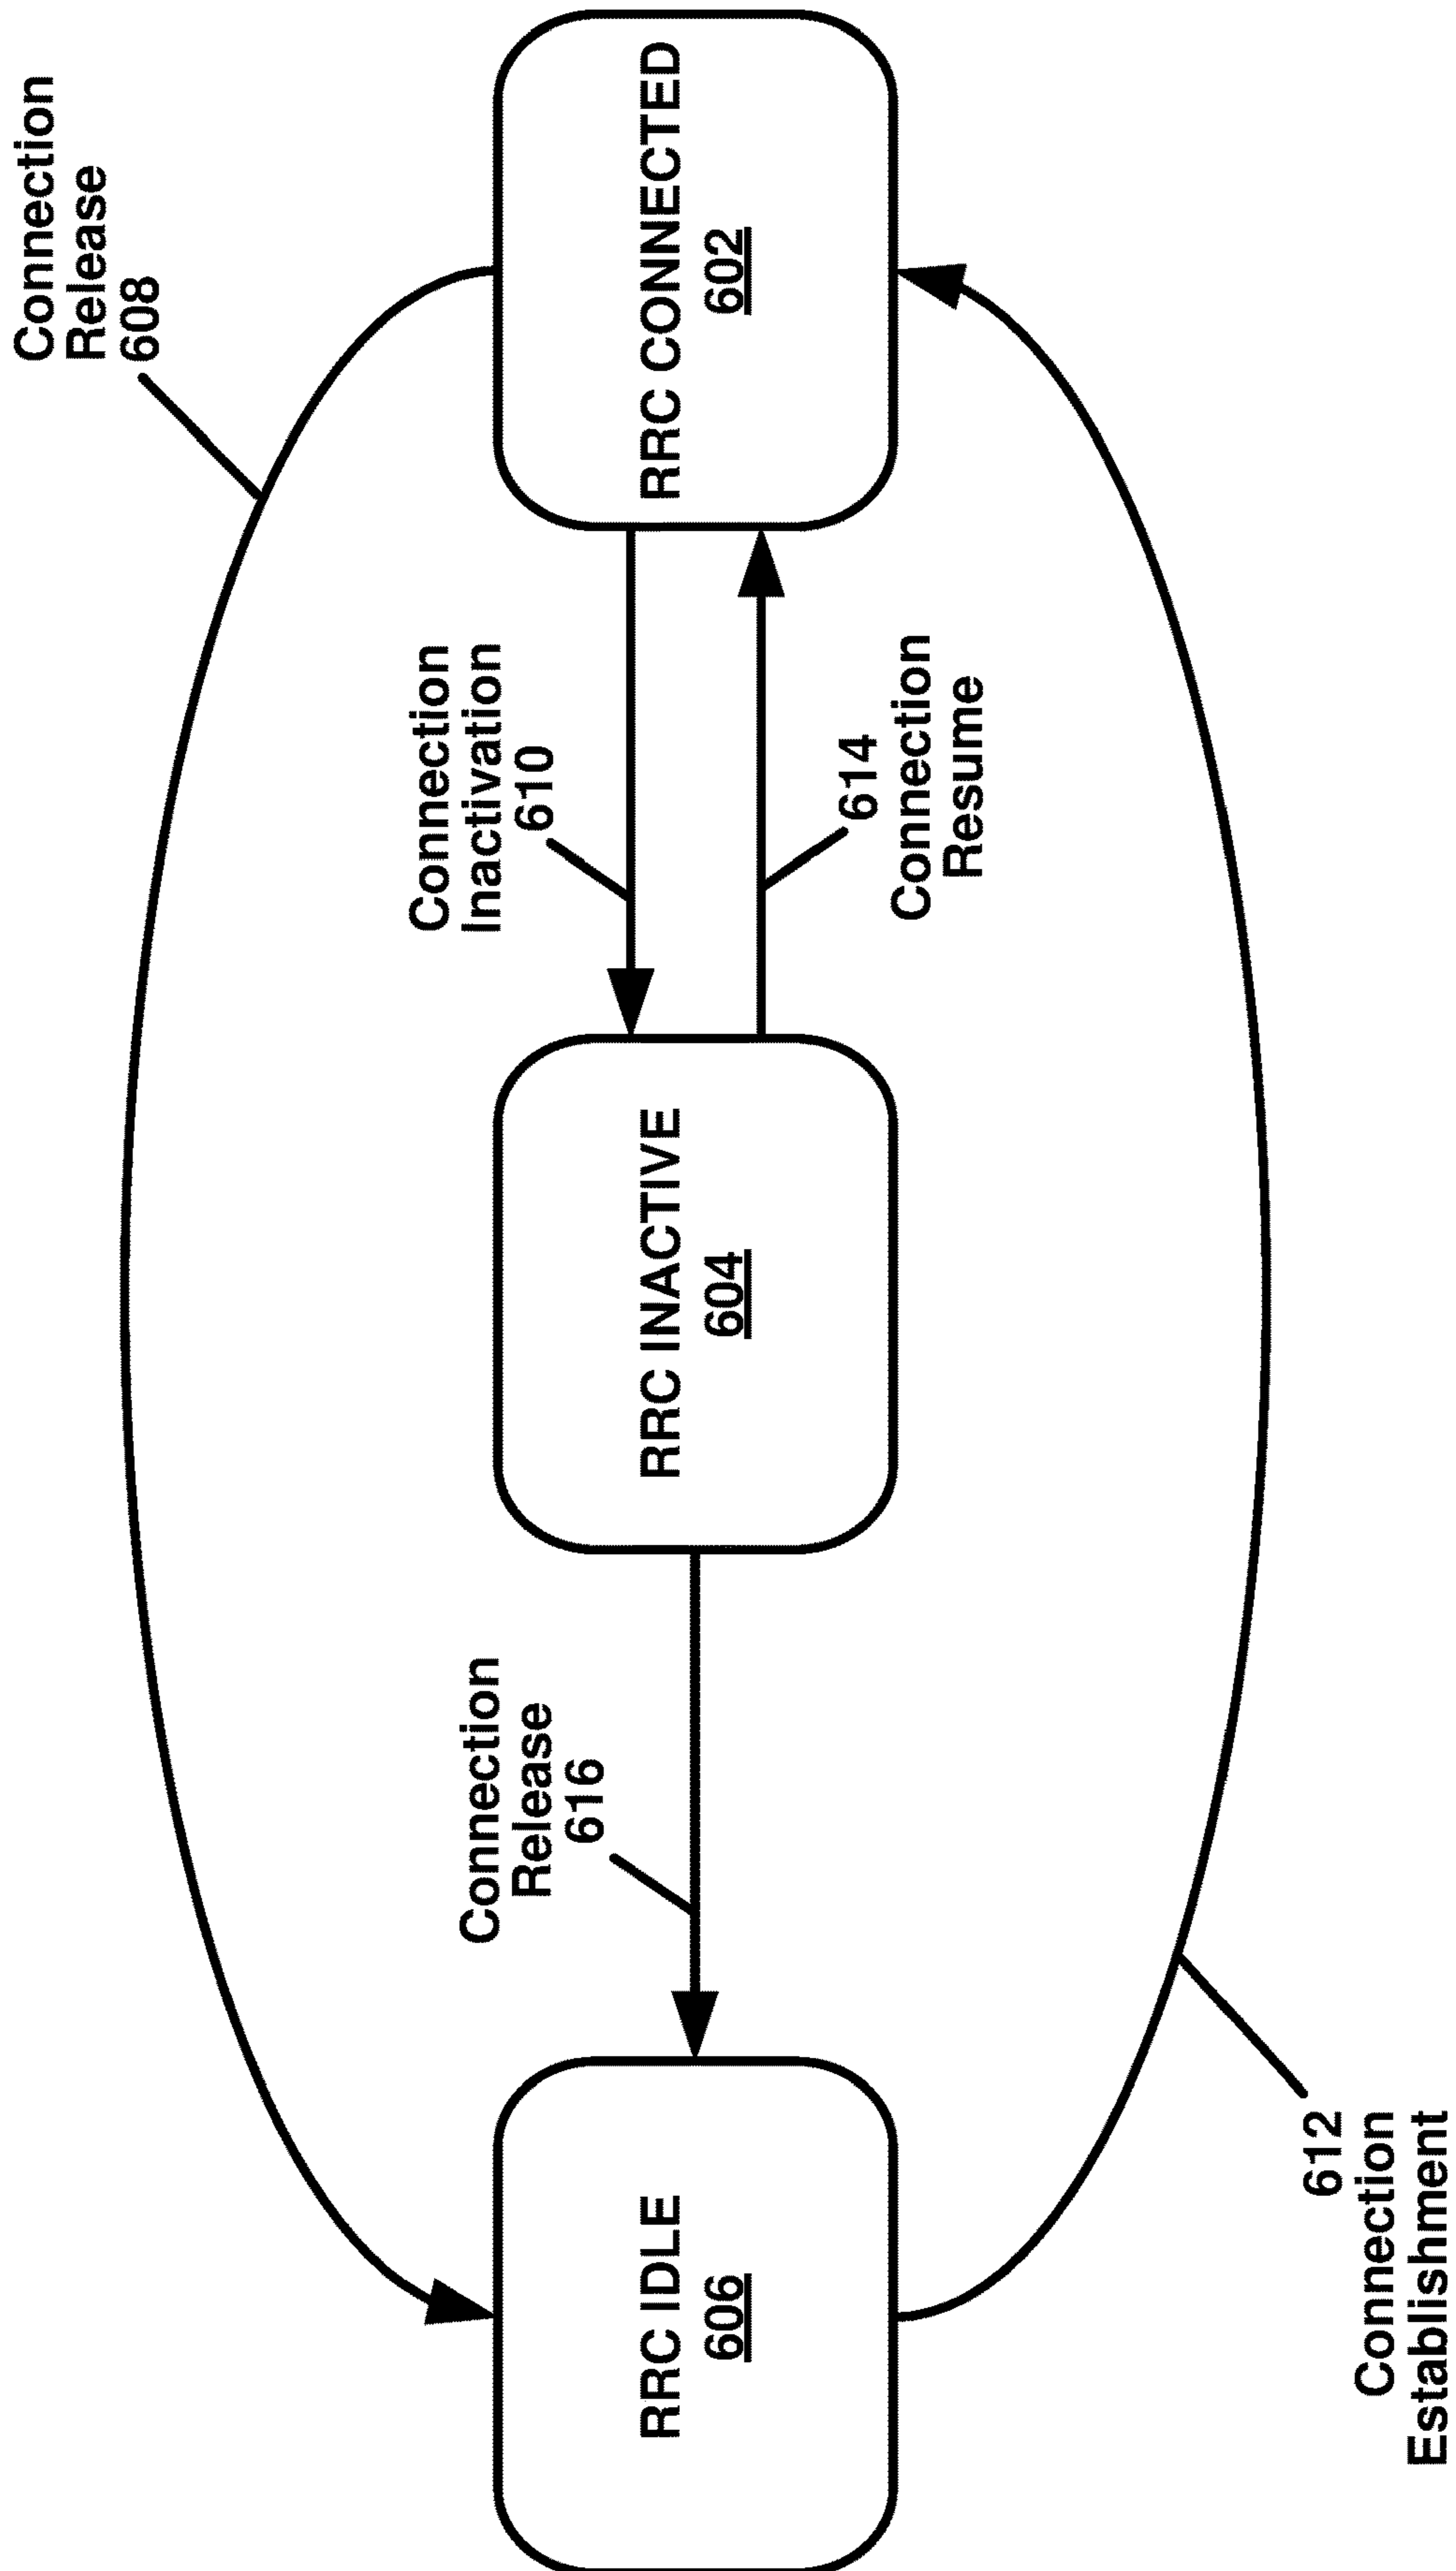 Connection
Release
608
Connection
Inactivation
610
Connection
Release
616
RRC IDLE
606
RRC INACTIVE
604
RRC CONNECTED
602
614
Connection
Resume
612
Connection
Establishment